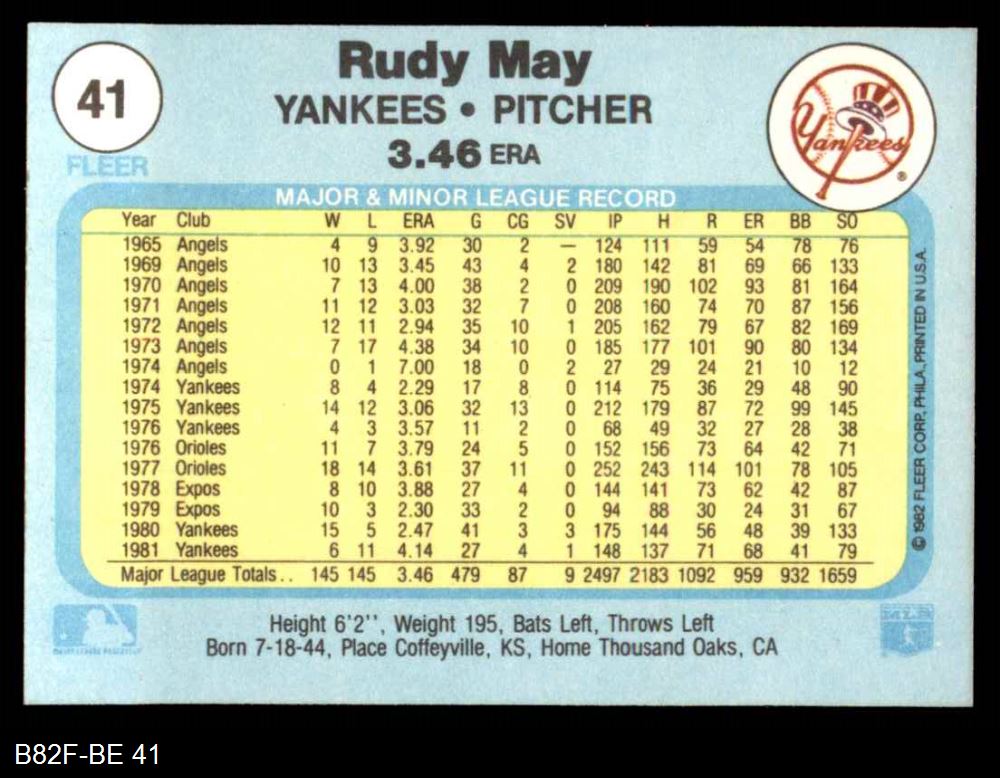 41
FLEER
Rudy May
YANKEES • PITCHER
3.46 ERA
Yankees
®
MAJOR & MINOR LEAGUE RECORD
Year Club W L ERA G CG SV IP H R ER BB SO
1965 Angels 4 9 3.92 30 2 — 124 111 59 54 78 76
1969 Angels 10 13 3.45 43 4 2 180 142 81 69 66 133
1970 Angels 7 13 4.00 38 2 0 209 190 102 93 81 164
1971 Angels 11 12 3.03 32 7 0 208 160 74 70 87 156
1972 Angels 12 11 2.94 35 10 1 205 162 79 67 82 169
1973 Angels 7 17 4.38 34 10 0 185 177 101 90 80 134
1974 Angels 0 1 7.00 18 0 2 27 29 24 21 10 12
1974 Yankees 8 4 2.29 17 8 0 114 75 36 29 48 90
1975 Yankees 14 12 3.06 32 13 0 212 179 87 72 99 145
1976 Yankees 4 3 3.57 11 2 0 68 49 32 27 28 38
1976 Orioles 11 7 3.79 24 5 0 152 156 73 64 42 71
1977 Orioles 18 14 3.61 37 11 0 252 243 114 101 78 105
1978 Expos 8 10 3.88 27 4 0 144 141 73 62 42 87
1979 Expos 10 3 2.30 33 2 0 94 88 30 24 31 67
1980 Yankees 15 5 2.47 41 3 3 175 144 56 48 39 133
1981 Yankees 6 11 4.14 27 4 1 148 137 71 68 41 79
Major League Totals.. 145 145 3.46 479 87 9 2497 2183 1092 959 932 1659
© 1982 FLEER CORP., PHILA., PRINTED IN U.S.A.
Height 6'2'', Weight 195, Bats Left, Throws Left
Born 7-18-44, Place Coffeyville, KS, Home Thousand Oaks, CA
B82F-BE 41